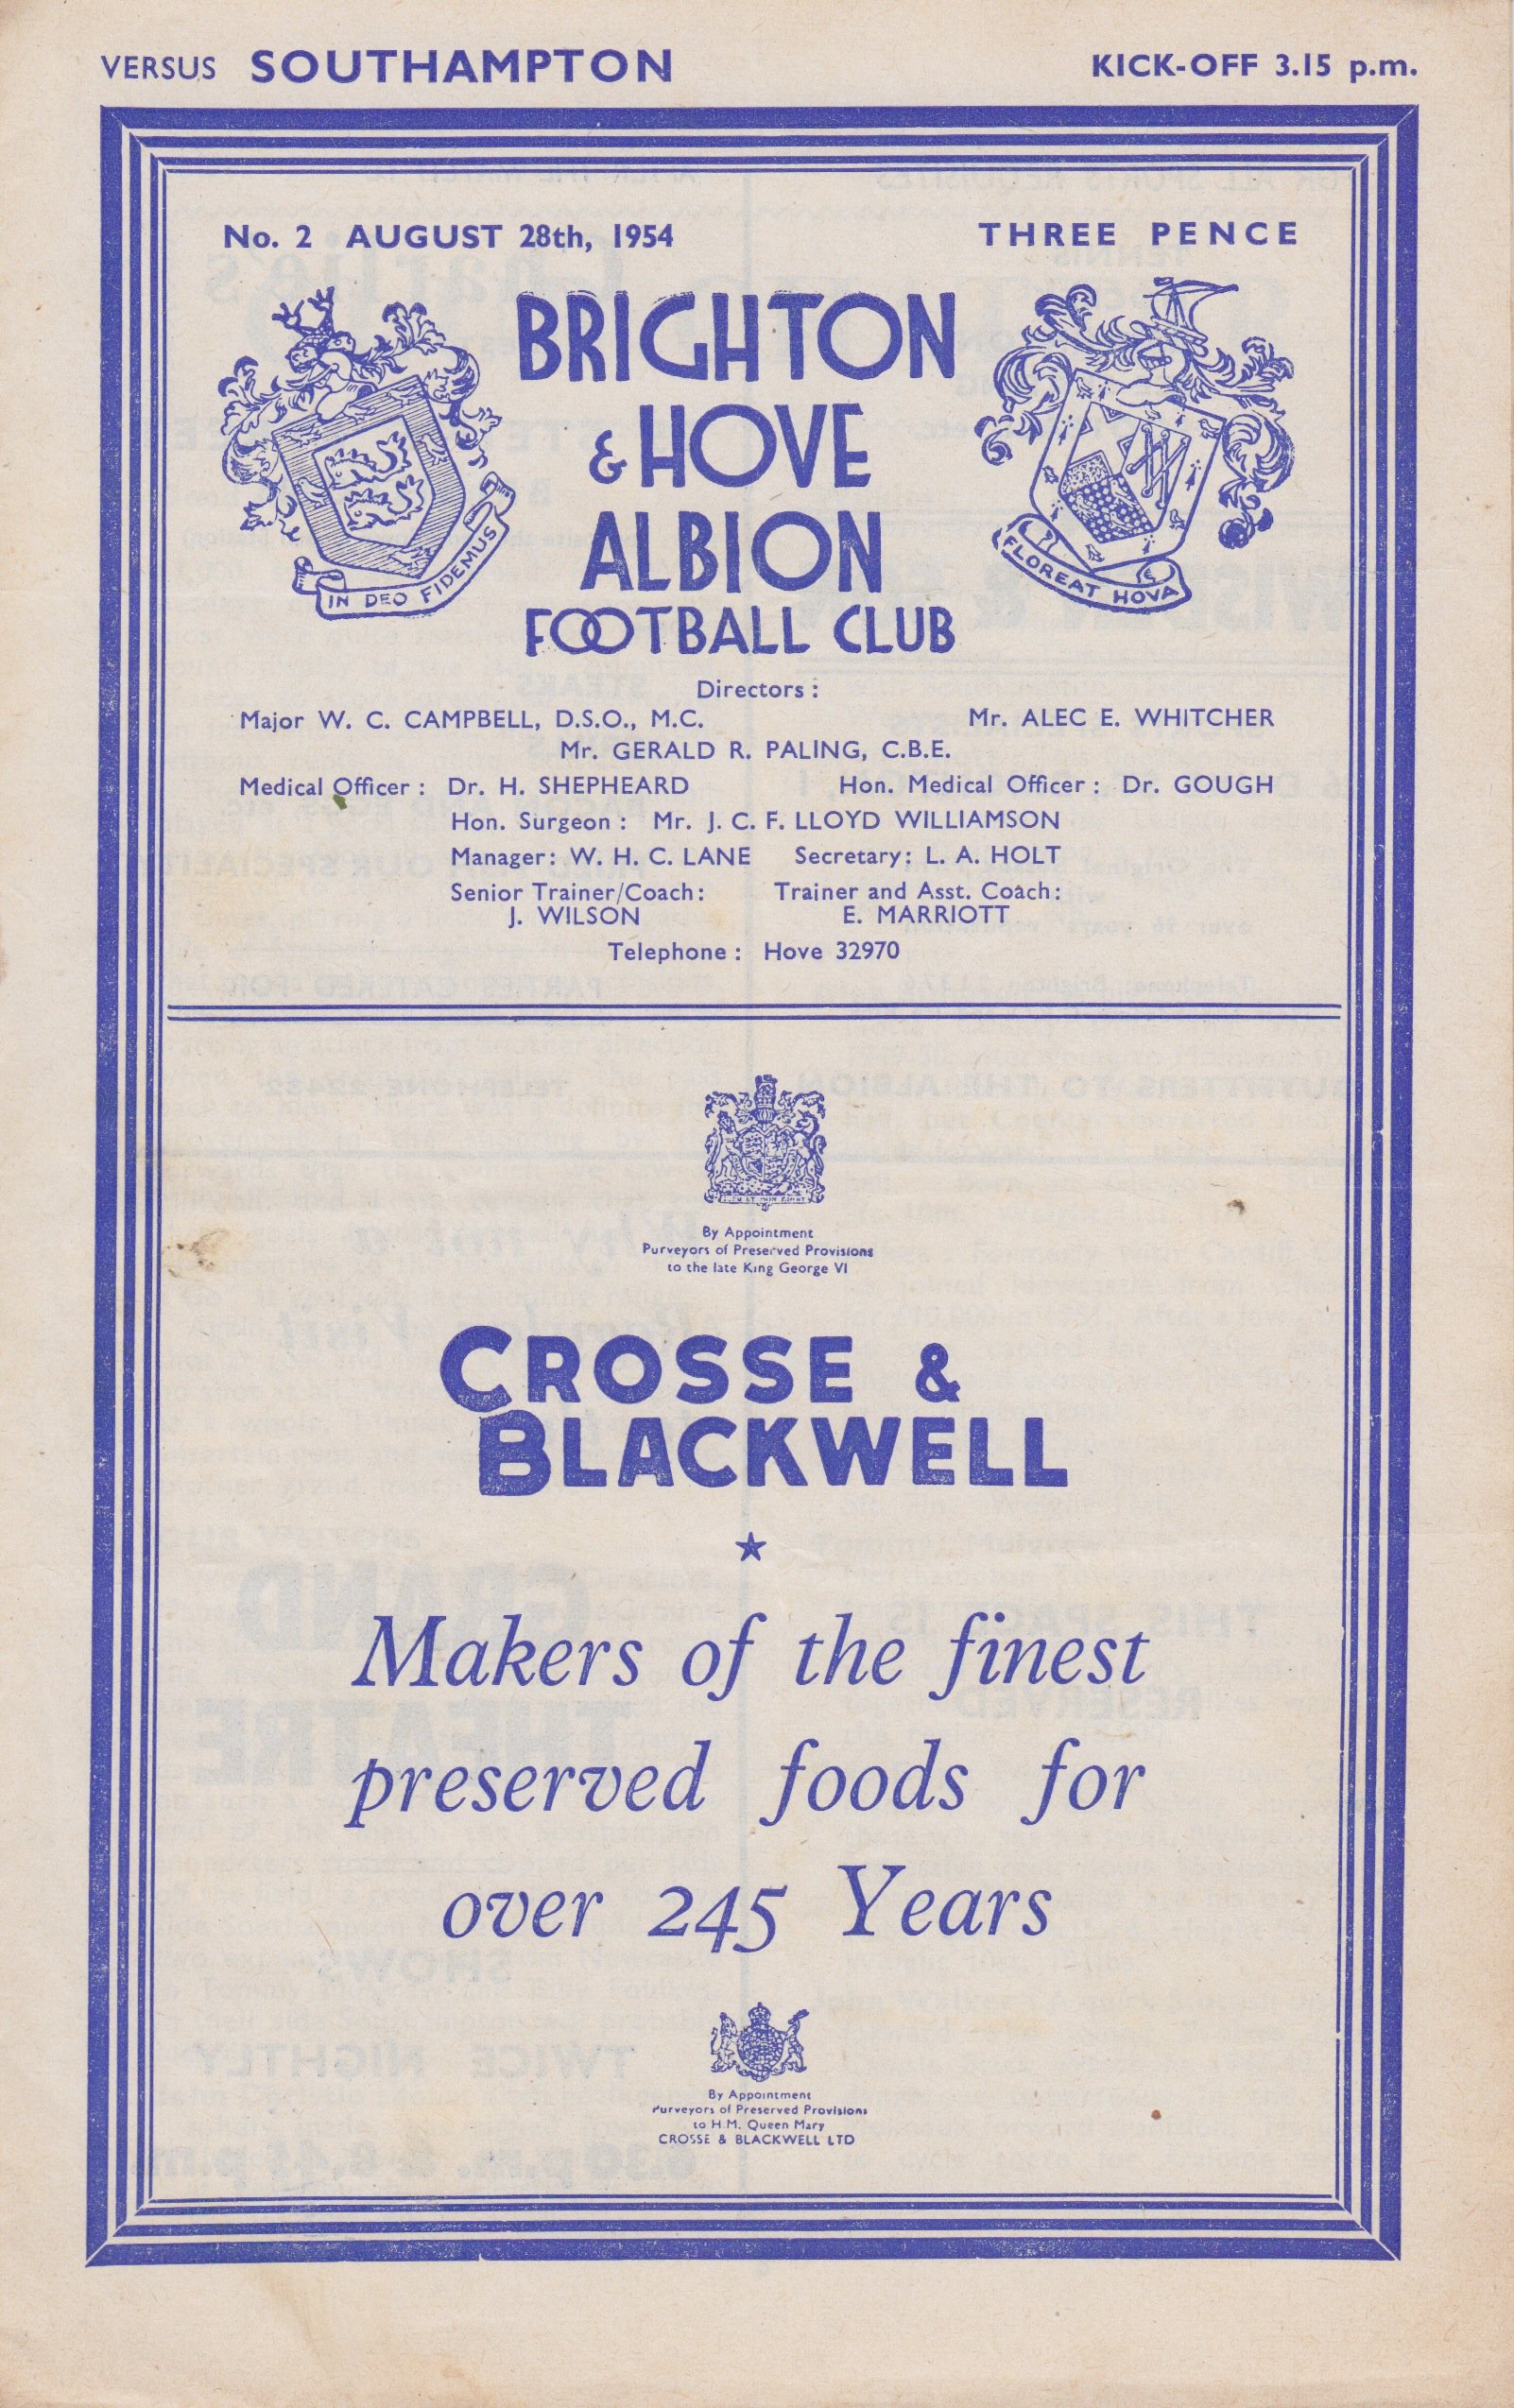 VERSUS SOUTHAMPTON KICK-OFF 3.15 p.m.
No. 2 AUGUST 28th, 1954 THREE PENCE
BRIGHTON
& HOVE
ALBION
FOOTBALL CLUB
IN DEO FIDEMUS
FLOREAT HOVA
Directors :
Major W. C. CAMPBELL, D.S.O., M.C. Mr. ALEC E. WHITCHER
Mr. GERALD R. PALING, C.B.E.
Medical Officer : Dr. H. SHEPHEARD Hon. Medical Officer : Dr. GOUGH
Hon. Surgeon : Mr. J. C. F. LLOYD WILLIAMSON
Manager: W. H. C. LANE Secretary: L. A. HOLT
Senior Trainer/Coach: Trainer and Asst. Coach:
J. WILSON E. MARRIOTT
Telephone : Hove 32970
By Appointment
Purveyors of Preserved Provisions
to the late King George VI
CROSSE &
BLACKWELL
Makers of the finest
preserved foods for
over 245 Years
By Appointment
Purveyors of Preserved Provisions
to H.M. Queen Mary
CROSSE & BLACKWELL LTD